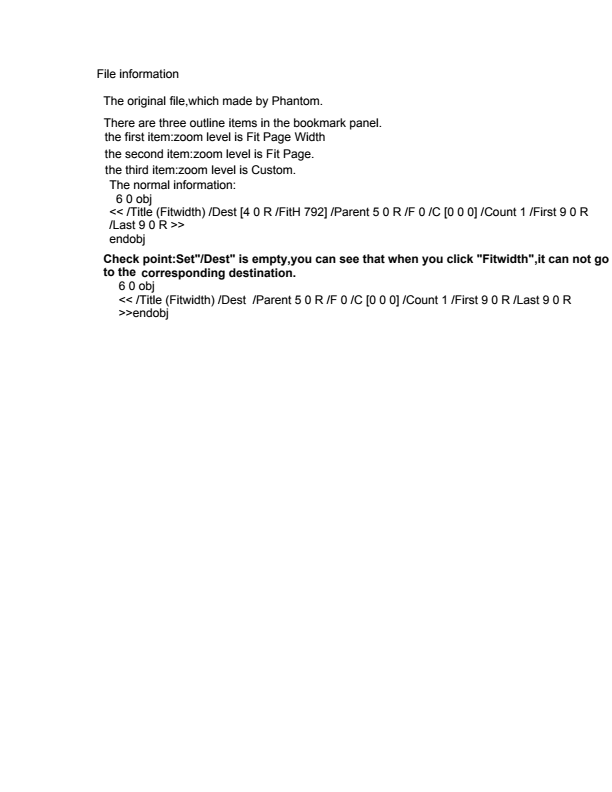 File information
The original file,which made by Phantom.
There are three outline items in the bookmark panel.
the first item:zoom level is Fit Page Width
the second item:zoom level is Fit Page.
the third item:zoom level is Custom.
The normal information:
6 0 obj
<< /Title (Fitwidth) /Dest [4 0 R /FitH 792] /Parent 5 0 R /F 0 /C [0 0 0] /Count 1 /First 9 0 R
/Last 9 0 R >>
endobj
Check point:Set"/Dest" is empty,you can see that when you click "Fitwidth",it can not go
to the corresponding destination.
6 0 obj
<< /Title (Fitwidth) /Dest  /Parent 5 0 R /F 0 /C [0 0 0] /Count 1 /First 9 0 R /Last 9 0 R
>>endobj